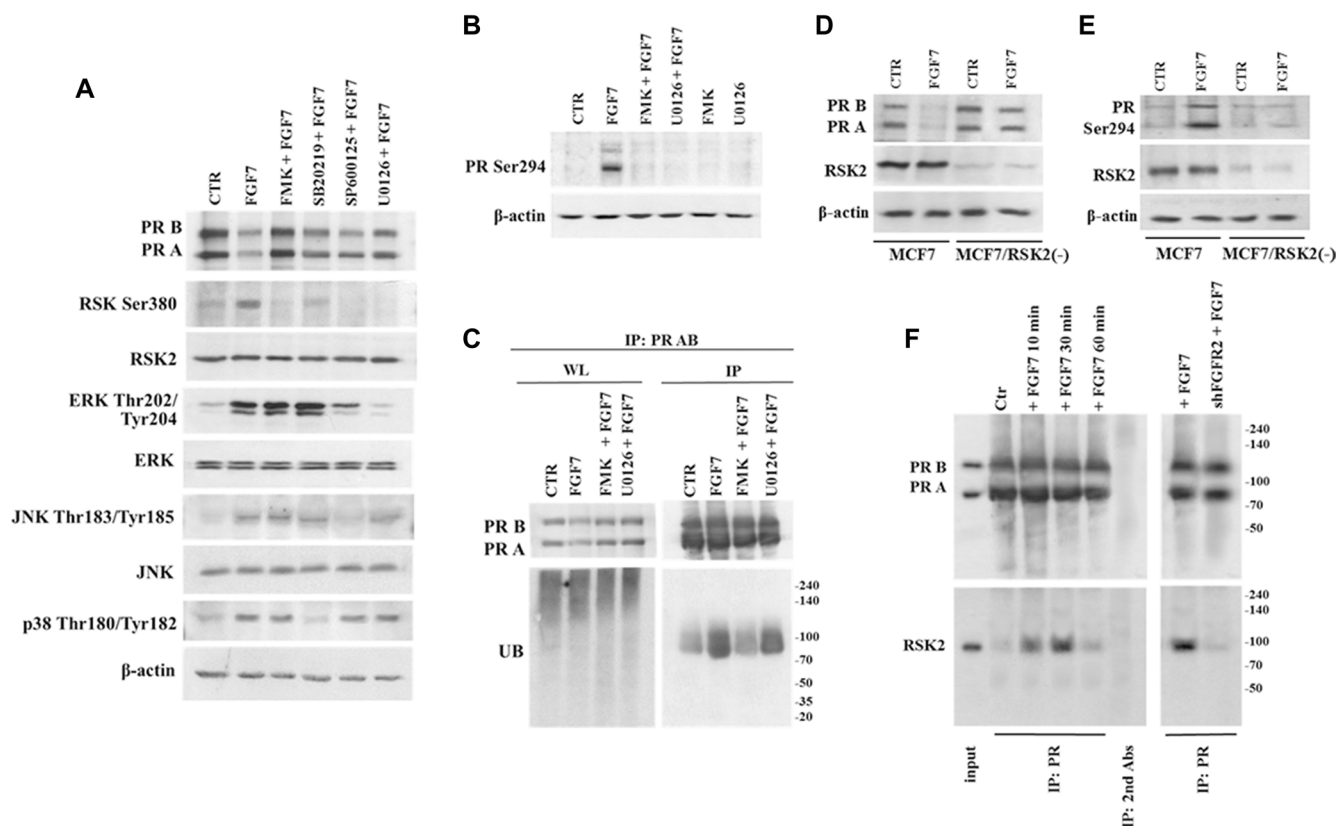 A
CTR
FGF7
FMK + FGF7
SB20219 + FGF7
SP600125 + FGF7
U0126 + FGF7
PR B
PR A
RSK Ser380
RSK2
ERK Thr202/
Tyr204
ERK
JNK Thr183/Tyr185
JNK
p38 Thr180/Tyr182
β-actin
B
CTR
FGF7
FMK + FGF7
U0126 + FGF7
FMK
U0126
PR Ser294
β-actin
C
IP: PR AB
WL
IP
CTR
FGF7
FMK + FGF7
U0126 + FGF7
CTR
FGF7
FMK + FGF7
U0126 + FGF7
PR B
PR A
UB
-240
-140
-100
-70
-50
-35
-20
D
CTR
FGF7
CTR
FGF7
PR B
PR A
RSK2
β-actin
MCF7
MCF7/RSK2(-)
E
CTR
FGF7
CTR
FGF7
PR
Ser294
RSK2
β-actin
MCF7
MCF7/RSK2(-)
F
Ctr
+ FGF7 10 min
+ FGF7 30 min
+ FGF7 60 min
+ FGF7
shFGFR2 + FGF7
PR B
PR A
-240
-140
-100
-70
-50
RSK2
-240
-140
-100
-70
-50
input
IP: PR
IP: 2nd Abs
IP: PR